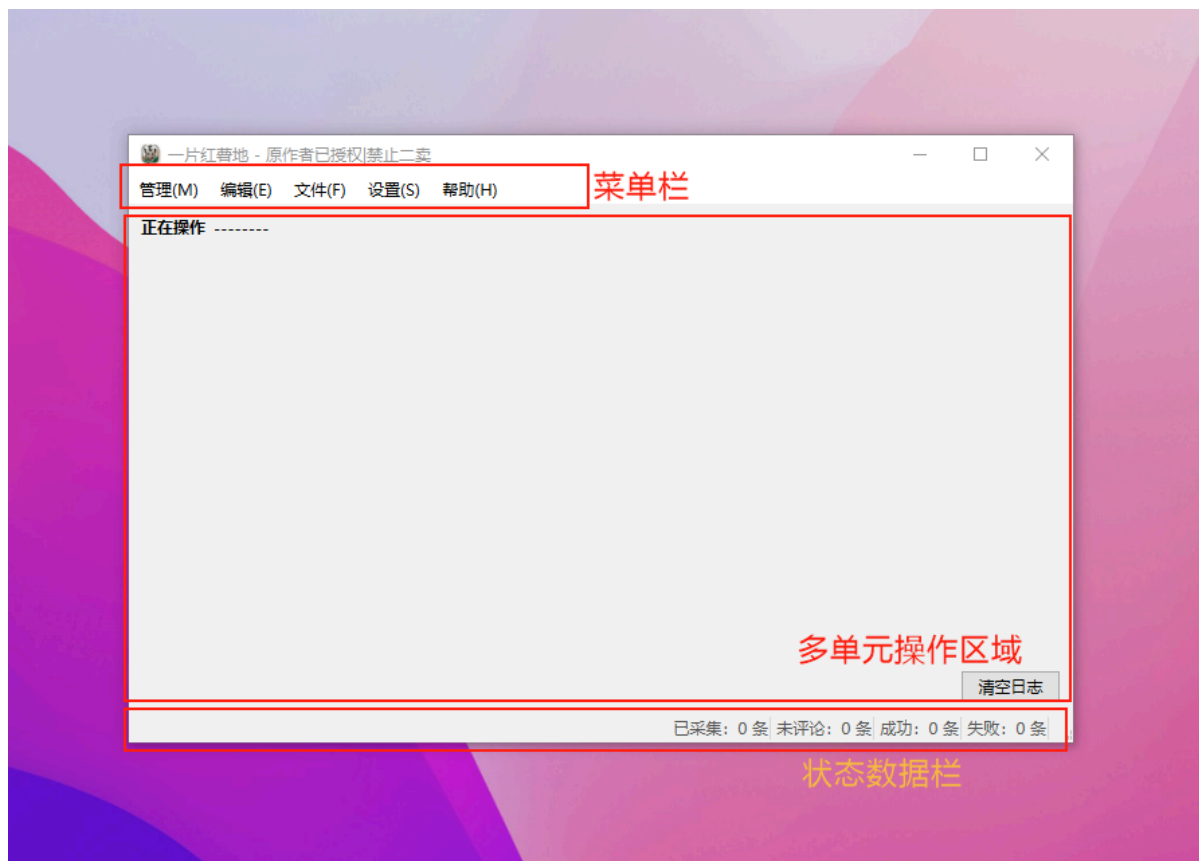 一片红薯地 - 原作者已授权|禁止二卖
管理(M) 编辑(E) 文件(F) 设置(S) 帮助(H)
菜单栏
正在操作 --------
多单元操作区域
清空日志
已采集: 0 条 未评论: 0 条 成功: 0 条 失败: 0 条
状态数据栏